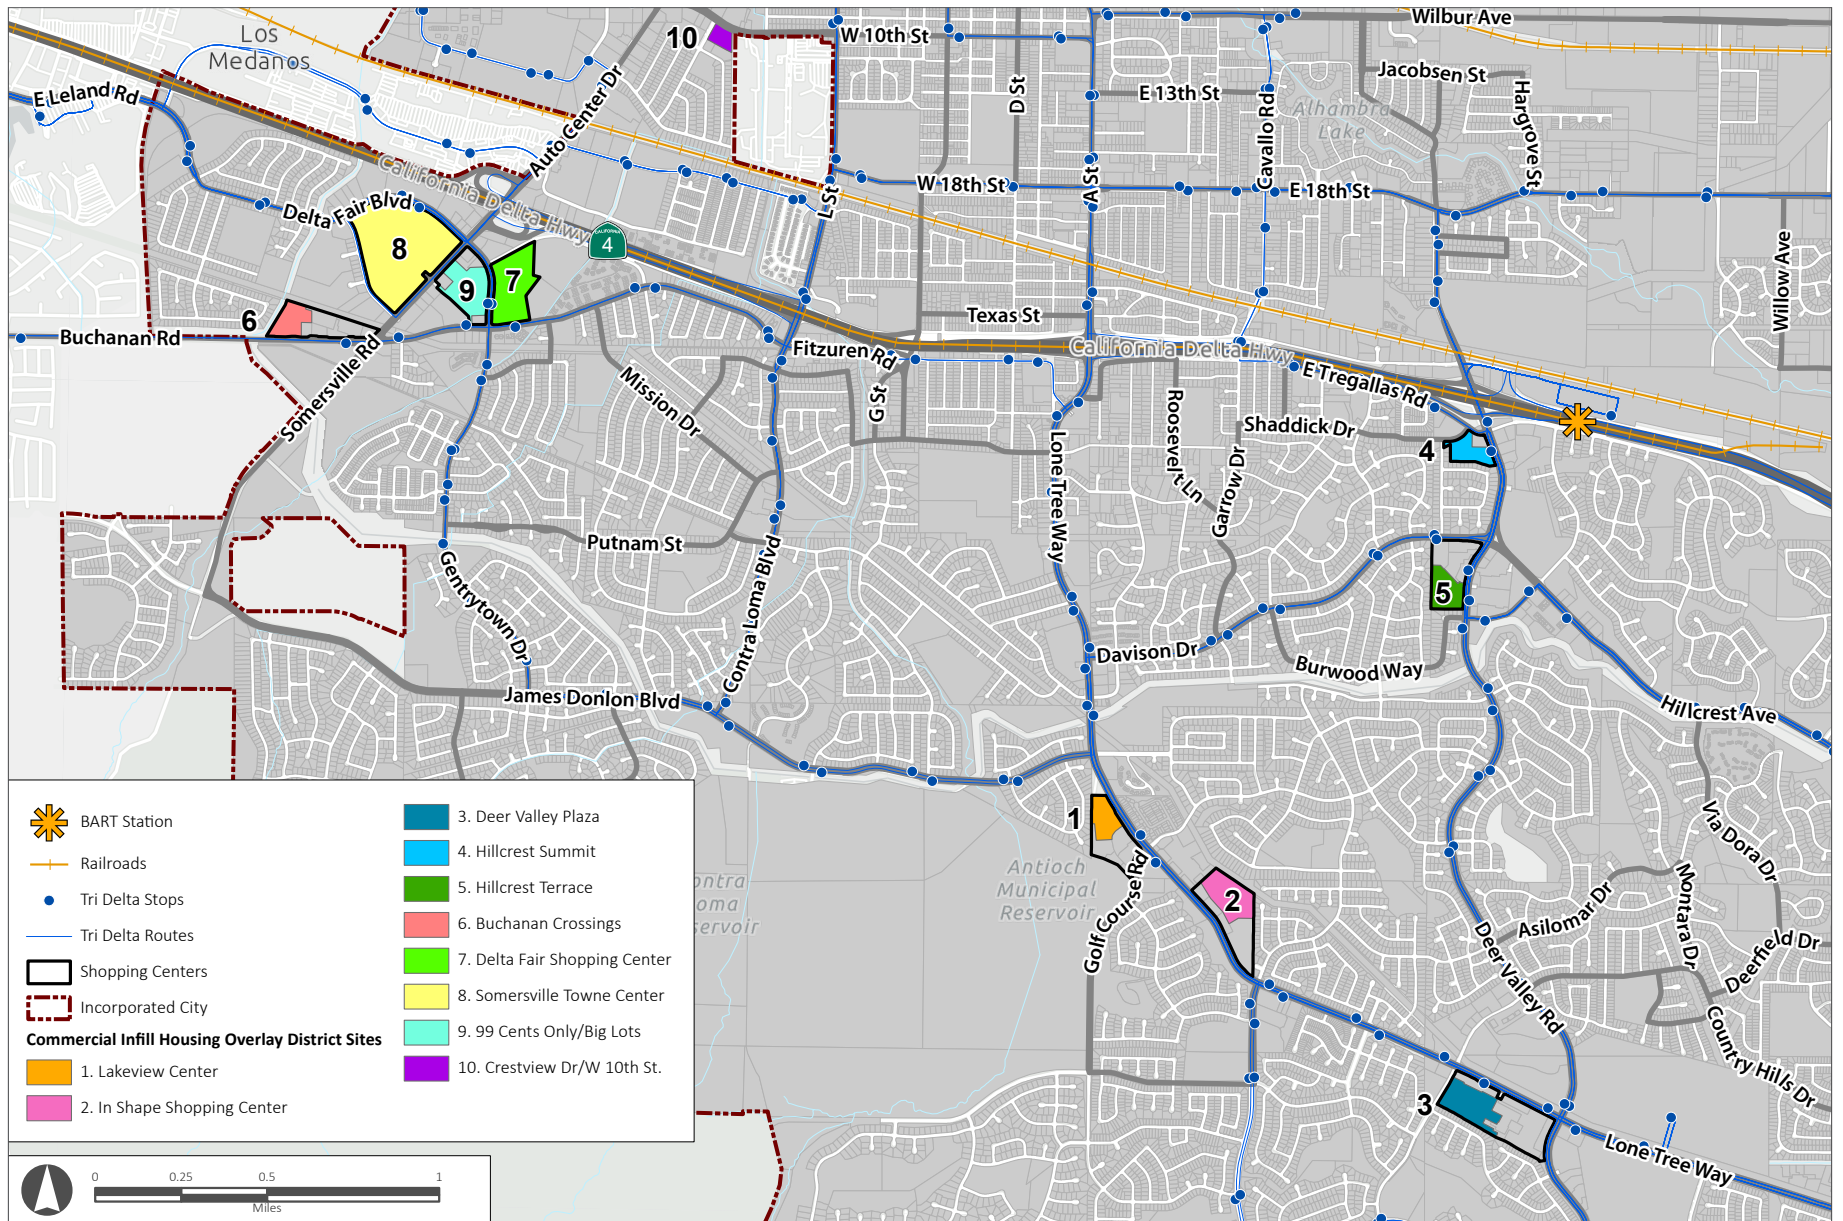 Wilbur Ave
Los
Medanos
10
W 10th St
Jacobsen St
E Leland Rd
Auto Center Dr
D St
E 13th St
Cavallo Rd
Alhambra
Lake
Hargrove St
California Delta Hwy
A St
W 18th St
E 18th St
L St
Delta Fair Blvd
CALIFORNIA
4
8
9
7
6
Willow Ave
Buchanan Rd
Texas St
Fitzuren Rd
California Delta Hwy
E Tregallas Rd
Somersville Rd
Mission Dr
G St
Roosevelt Ln
Shaddick Dr
Garrow Dr
4
Lone Tree Way
Putnam St
Gentrytown Dr
Contra Loma Blvd
5
Davison Dr
Burwood Way
James Donlon Blvd
Hillcrest Ave
1
Antioch
Municipal
Reservoir
Golf Course Rd
2
Via Dora Dr
Montara Dr
Asilomar Dr
Deerfield Dr
Deer Valley Rd
Country Hills Dr
3
Lone Tree Way
ontra
oma
servoir
BART Station
Railroads
Tri Delta Stops
Tri Delta Routes
Shopping Centers
Incorporated City
Commercial Infill Housing Overlay District Sites
1. Lakeview Center
2. In Shape Shopping Center
3. Deer Valley Plaza
4. Hillcrest Summit
5. Hillcrest Terrace
6. Buchanan Crossings
7. Delta Fair Shopping Center
8. Somersville Towne Center
9. 99 Cents Only/Big Lots
10. Crestview Dr/W 10th St.
0 0.25 0.5 1
Miles